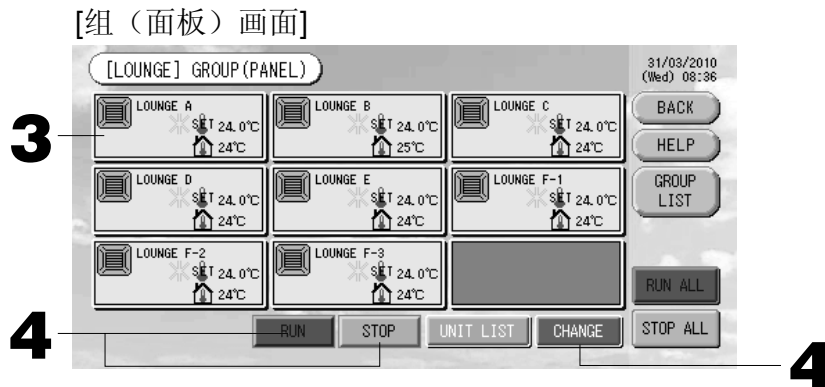 [组（面板）画面]
[LOUNGE] GROUP(PANEL)
31/03/2010
(Wed) 08:36
3
LOUNGE A
SET 24.0℃
24℃
LOUNGE B
SET 24.0℃
25℃
LOUNGE C
SET 24.0℃
24℃
BACK
HELP
LOUNGE D
SET 24.0℃
24℃
LOUNGE E
SET 24.0℃
24℃
LOUNGE F-1
SET 24.0℃
24℃
GROUP
LIST
LOUNGE F-2
SET 24.0℃
24℃
LOUNGE F-3
SET 24.0℃
24℃
RUN ALL
4
RUN
STOP
UNIT LIST
CHANGE
STOP ALL
4